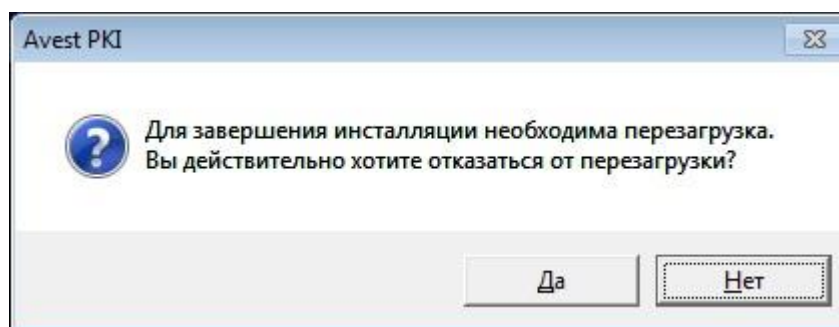 Avest PKI
Для завершения инсталляции необходима перезагрузка.
Вы действительно хотите отказаться от перезагрузки?
Да
Нет